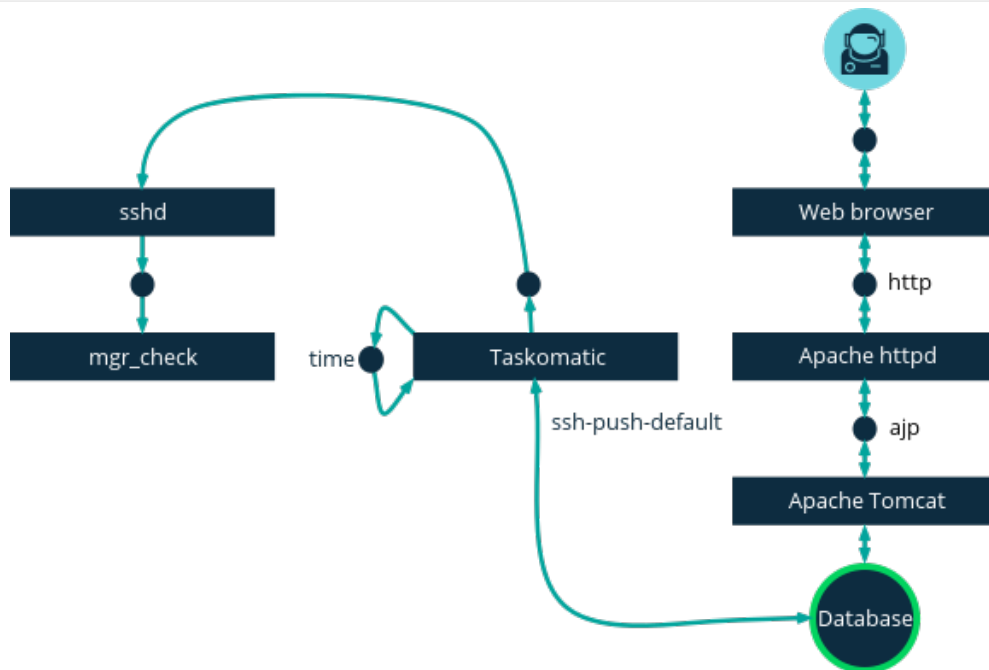 sshd
Web browser
http
mgr_check
time
Taskomatic
Apache httpd
ssh-push-default
ajp
Apache Tomcat
Database